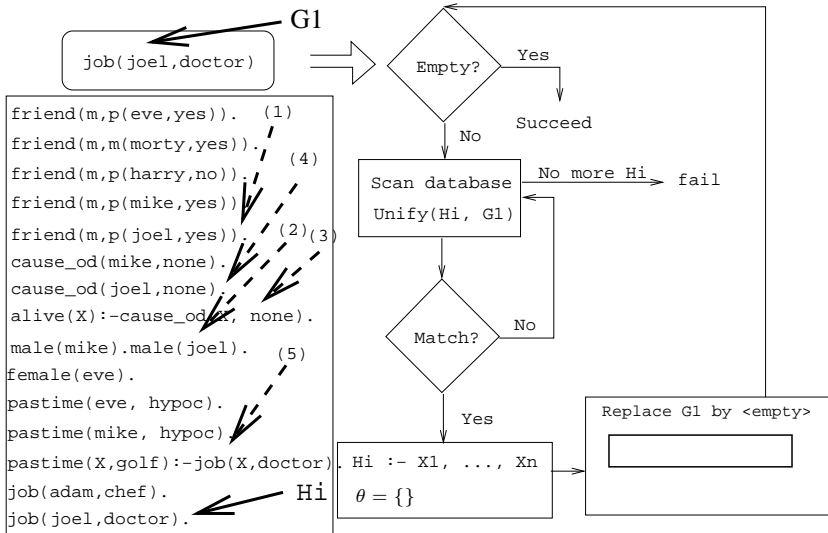 G1
job(joel,doctor)
friend(m,p(eve,yes)).
(1)
friend(m,m(morty,yes)).
friend(m,p(harry,no)).
(4)
friend(m,p(mike,yes)).
friend(m,p(joel,yes)).
(2)
(3)
cause_od(mike,none).
cause_od(joel,none).
alive(X):-cause_od(X, none).
male(mike).male(joel).
(5)
female(eve).
pastime(eve, hypoc).
pastime(mike, hypoc).
pastime(X,golf):-job(X,doctor).
job(adam,chef).
Hi
job(joel,doctor).
Empty?
Yes
Succeed
No
Scan database
Unify(Hi, G1)
No more Hi
fail
Match?
No
Yes
Hi :- X1, ..., Xn
θ = {}
Replace G1 by <empty>